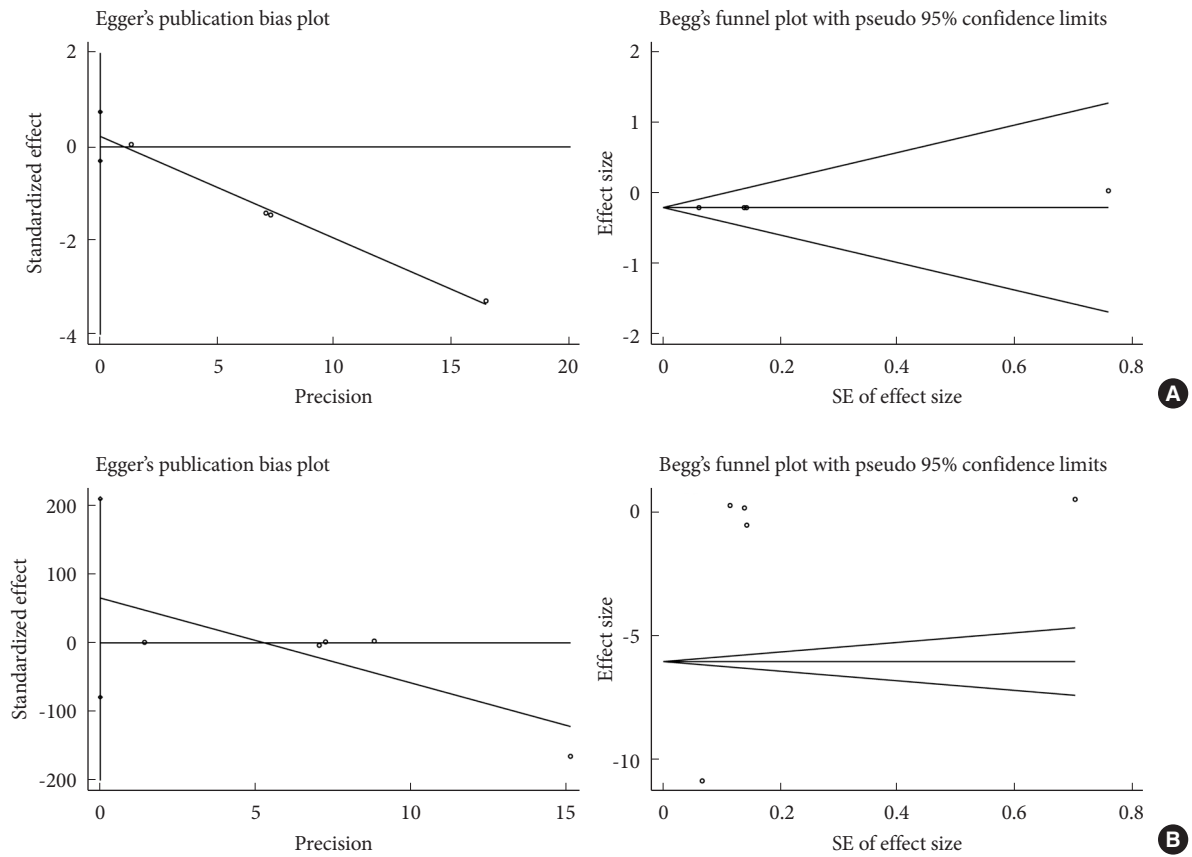 Egger's publication bias plot
Standardized effect
2
0
-2
-4
0 5 10 15 20
Precision
Begg's funnel plot with pseudo 95% confidence limits
Effect size
2
1
0
-1
-2
0 0.2 0.4 0.6 0.8
SE of effect size
A
Egger's publication bias plot
Standardized effect
200
100
0
-100
-200
0 5 10 15
Precision
Begg's funnel plot with pseudo 95% confidence limits
Effect size
0
-5
-10
0 0.2 0.4 0.6 0.8
SE of effect size
B